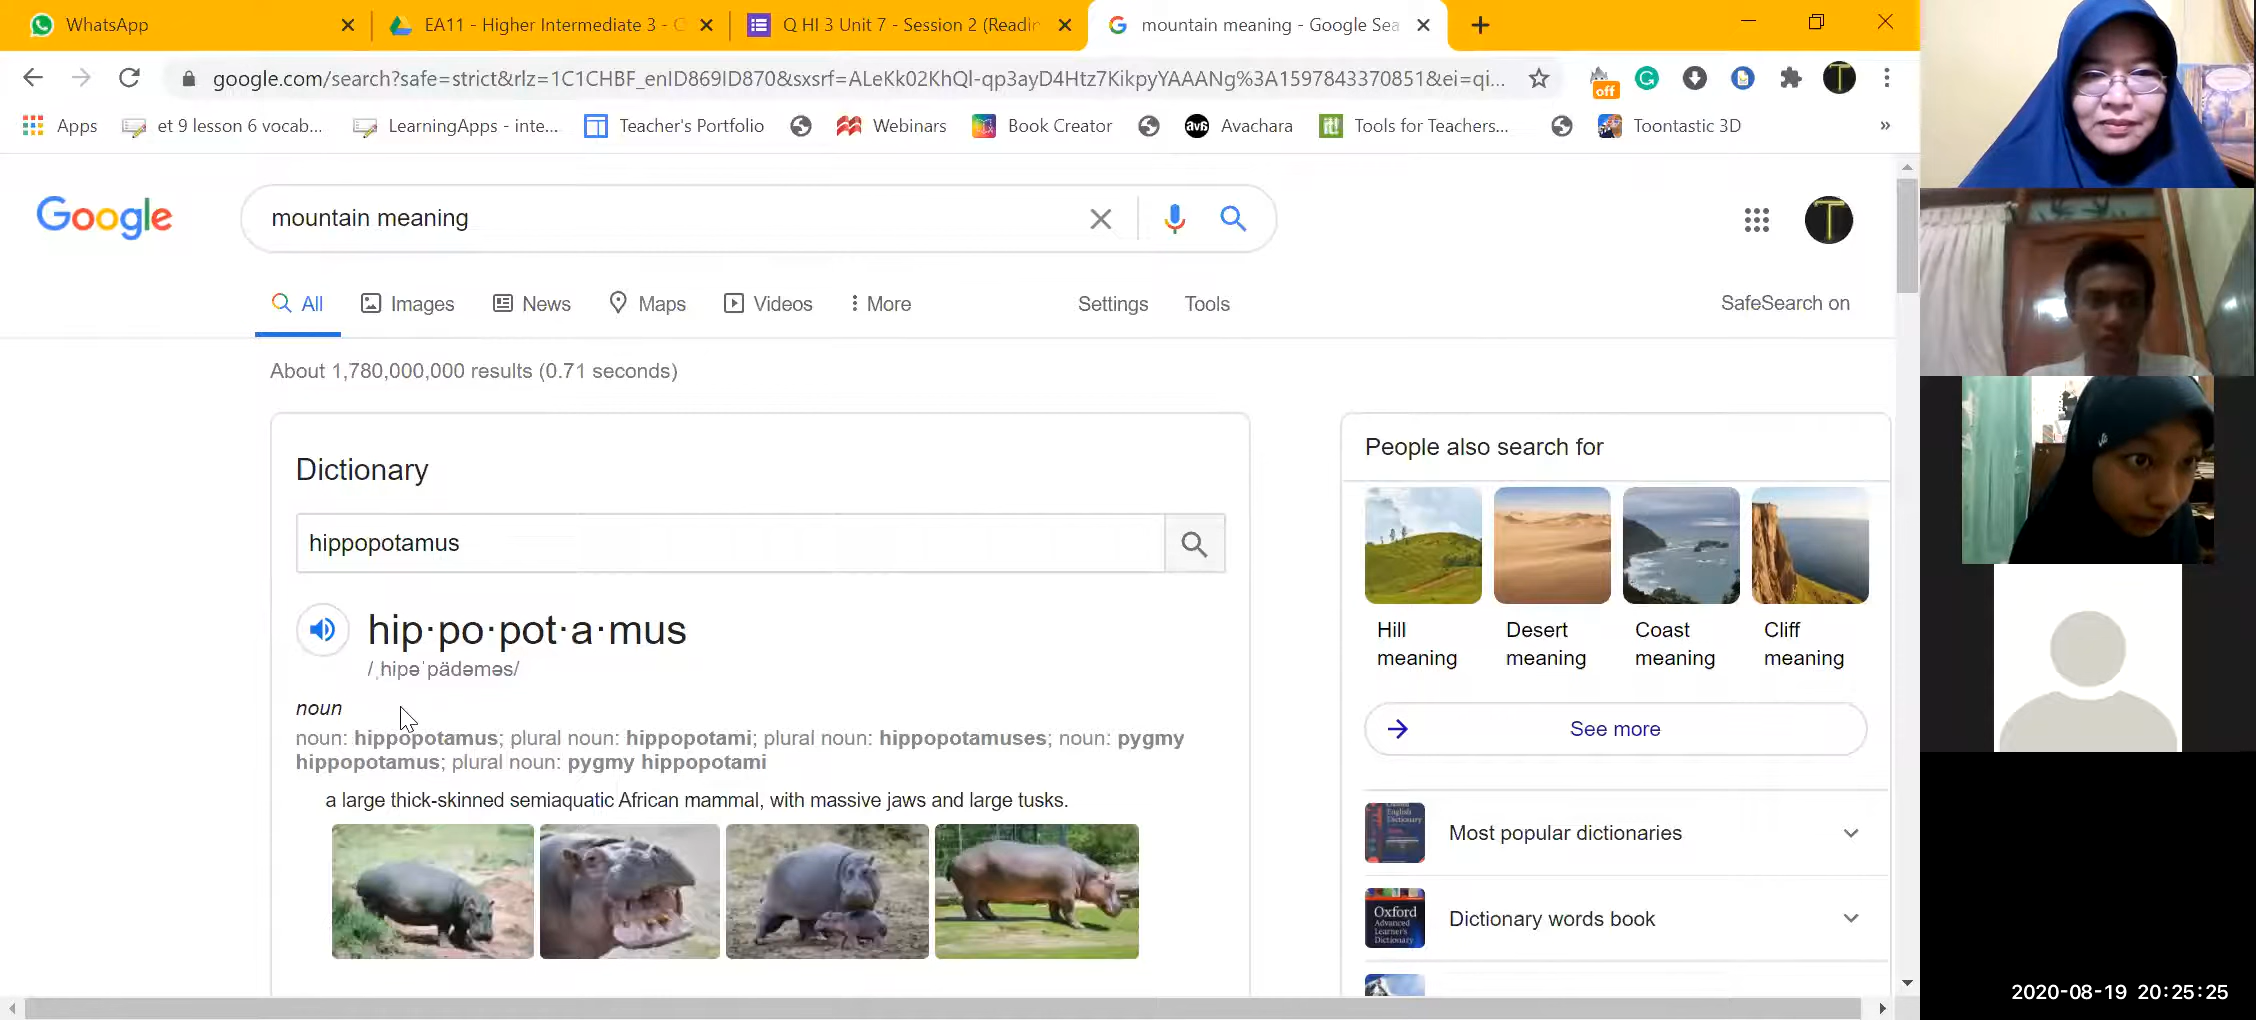 WhatsApp
EA11 - Higher Intermediate 3 - C
Q HI 3 Unit 7 - Session 2 (Readin
mountain meaning - Google Sea
google.com/search?safe=strict&rlz=1C1CHBF_enID869ID870&sxsrf=ALeKk02KhQl-qp3ayD4Htz7KikpyYAAANg%3A1597843370851&ei=qi...
off
T
Apps
et 9 lesson 6 vocab...
LearningApps - inte...
Teacher's Portfolio
Webinars
Book Creator
Avachara
Tools for Teachers...
Toontastic 3D
»
Google
mountain meaning
T
All
Images
News
Maps
Videos
More
Settings
Tools
SafeSearch on
About 1,780,000,000 results (0.71 seconds)
Dictionary
hippopotamus
hip·po·pot·a·mus
/ˌhipəˈpädəməs/
noun
noun: hippopotamus; plural noun: hippopotami; plural noun: hippopotamuses; noun: pygmy
hippopotamus; plural noun: pygmy hippopotami
a large thick-skinned semiaquatic African mammal, with massive jaws and large tusks.
People also search for
Hill
meaning
Desert
meaning
Coast
meaning
Cliff
meaning
See more
English
Dictionary
Most popular dictionaries
Oxford
Advanced
Learner's
Dictionary
Dictionary words book
2020-08-19 20:25:25